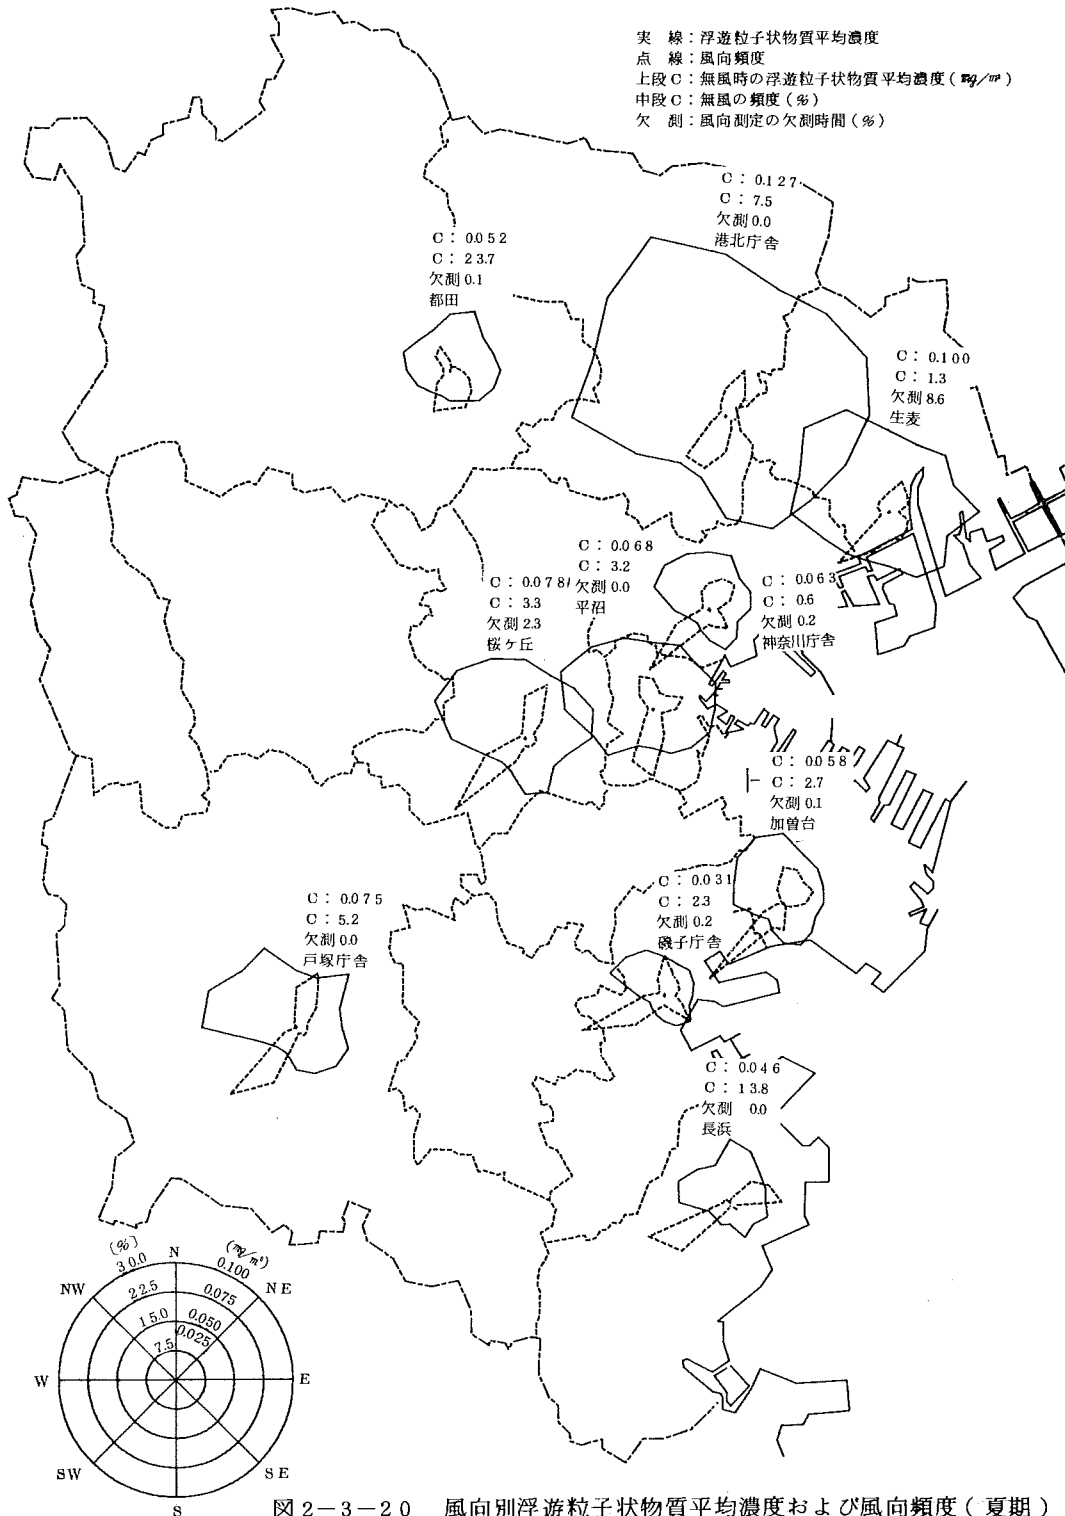 実 線：浮遊粒子状物質平均濃度
点 線：風向頻度
上段C：無風時の浮遊粒子状物質平均濃度（mg/m³）
中段C：無風の頻度（%）
欠 測：風向測定の欠測時間（%）
C：0.127
C：7.5
欠測 0.0
港北庁舎
C：0.052
C：23.7
欠測 0.1
都田
C：0.100
C：1.3
欠測 8.6
生麦
C：0.068
C：3.2
欠測 0.0
平沼
C：0.078
C：3.3
欠測 2.3
桜ケ丘
C：0.063
C：0.6
欠測 0.2
神奈川庁舎
C：0.058
C：2.7
欠測 0.1
加曽台
C：0.031
C：2.3
欠測 0.2
磯子庁舎
C：0.075
C：5.2
欠測 0.0
戸塚庁舎
C：0.046
C：13.8
欠測 0.0
長浜
〔%〕 (mg/m³)
30.0 N 0.100
NW 22.5 0.075 NE
15.0 0.050
7.5 0.025
W E
SW SE
S
図2-3-20 風向別浮遊粒子状物質平均濃度および風向頻度（夏期）